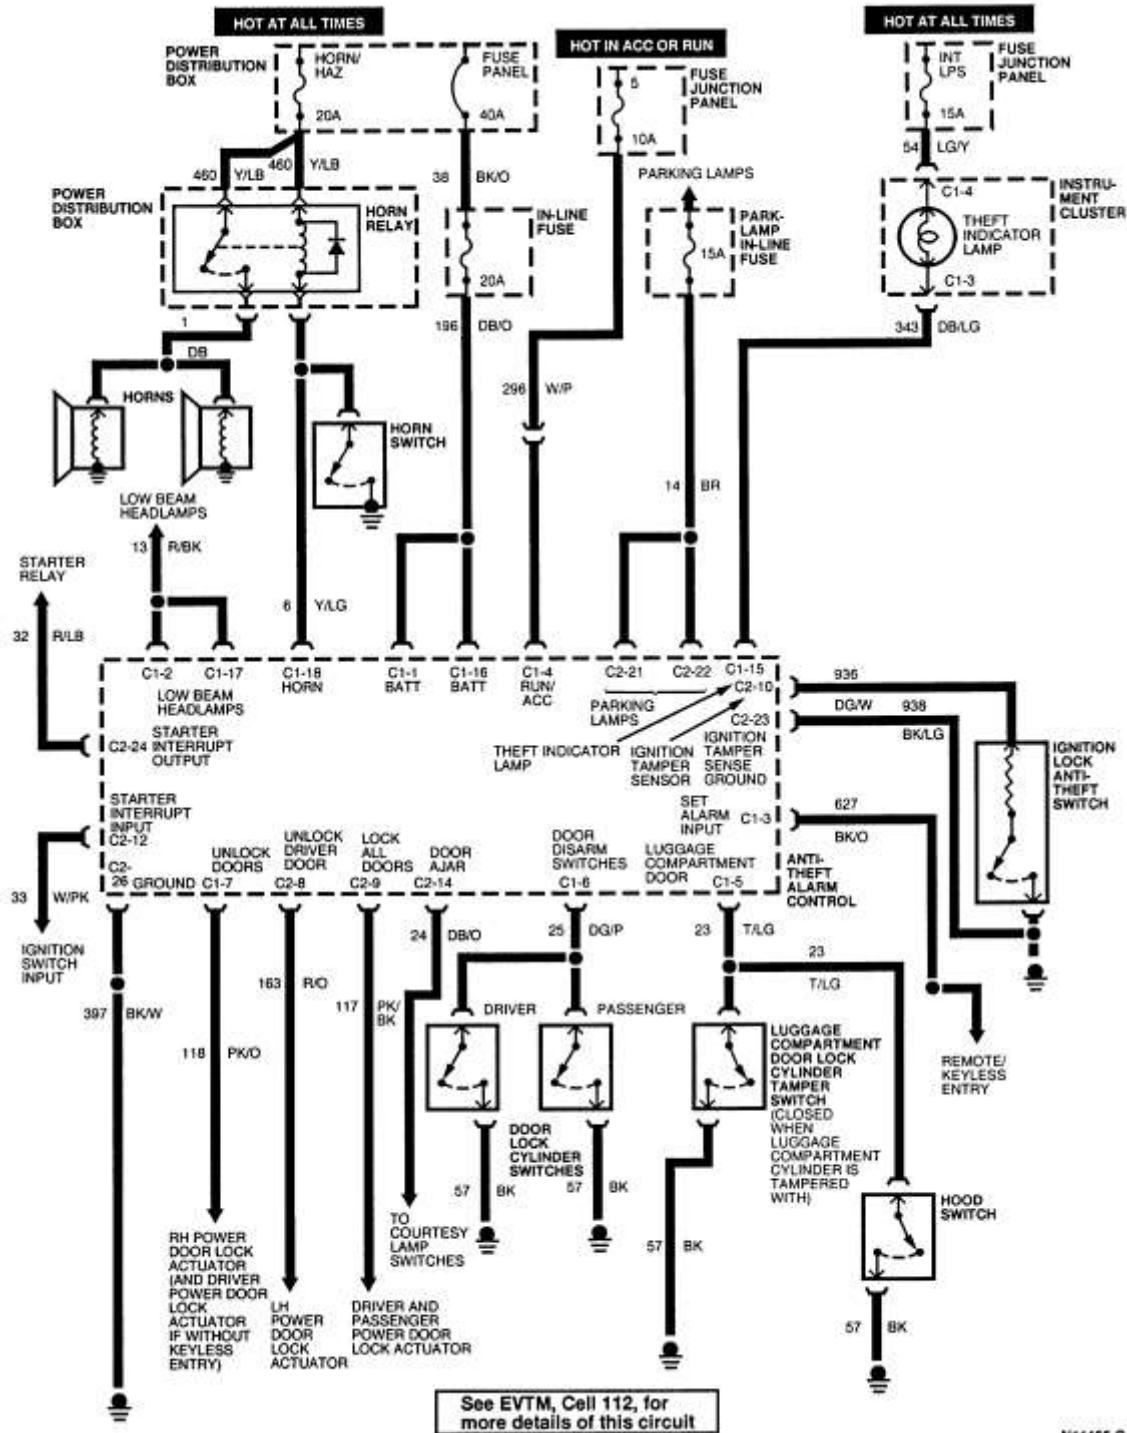 HOT AT ALL TIMES
HOT IN ACC OR RUN
HOT AT ALL TIMES
POWER
DISTRIBUTION
BOX
HORN/
HAZ
20A
FUSE
PANEL
40A
5
10A
FUSE
JUNCTION
PANEL
INT
LPS
15A
FUSE
JUNCTION
PANEL
460
Y/LB
460
Y/LB
38
BK/O
PARKING LAMPS
54
LG/Y
POWER
DISTRIBUTION
BOX
HORN
RELAY
IN-LINE
FUSE
20A
15A
PARK-
LAMP
IN-LINE
FUSE
C1-4
THEFT
INDICATOR
LAMP
C1-3
INSTRU-
MENT
CLUSTER
1
DB
196
DB/O
343
DB/LG
HORNS
HORN
SWITCH
296
W/P
14
BR
LOW BEAM
HEADLAMPS
13
R/BK
STARTER
RELAY
32
R/LB
6
Y/LG
C1-2
C1-17
LOW BEAM
HEADLAMPS
C1-18
HORN
C1-1
BATT
C1-16
BATT
C1-4
RUN/
ACC
C2-21
C2-22
PARKING
LAMPS
C1-15
C2-10
C2-23
936
DG/W
938
BK/LG
C2-24
STARTER
INTERRUPT
OUTPUT
THEFT INDICATOR
LAMP
IGNITION
TAMPER
SENSOR
IGNITION
TAMPER
SENSE
GROUND
IGNITION
LOCK
ANTI-
THEFT
SWITCH
STARTER
INTERRUPT
INPUT
C2-12
SET
ALARM
INPUT
C1-3
627
BK/O
C2-
26
GROUND
UNLOCK
DOORS
C1-7
UNLOCK
DRIVER
DOOR
C2-8
LOCK
ALL
DOORS
C2-9
DOOR
AJAR
C2-14
DOOR
DISARM
SWITCHES
C1-6
LUGGAGE
COMPARTMENT
DOOR
C1-5
ANTI-
THEFT
ALARM
CONTROL
33
W/PK
IGNITION
SWITCH
INPUT
24
DB/O
25
DG/P
23
T/LG
23
T/LG
163
R/O
117
PK/
BK
397
BK/W
118
PK/O
DRIVER
PASSENGER
LUGGAGE
COMPARTMENT
DOOR LOCK
CYLINDER
TAMPER
SWITCH
(CLOSED
WHEN
LUGGAGE
COMPARTMENT
CYLINDER IS
TAMPERED
WITH)
REMOTE/
KEYLESS
ENTRY
DOOR
LOCK
CYLINDER
SWITCHES
57
BK
57
BK
57
BK
HOOD
SWITCH
57
BK
TO
COURTESY
LAMP
SWITCHES
RH POWER
DOOR LOCK
ACTUATOR
(AND DRIVER
POWER DOOR
LOCK
ACTUATOR
IF WITHOUT
KEYLESS
ENTRY)
LH
POWER
DOOR
LOCK
ACTUATOR
DRIVER AND
PASSENGER
POWER DOOR
LOCK ACTUATOR
See EVTM, Cell 112, for
more details of this circuit